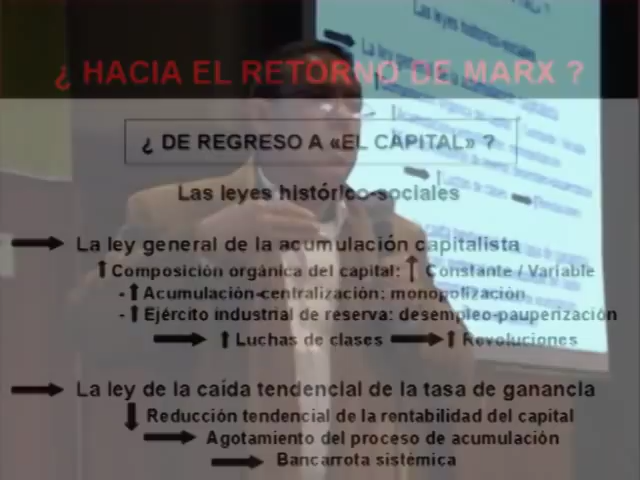 ¿ HACIA EL RETORNO DE MARX ?
¿ DE REGRESO A «EL CAPITAL» ?
Las leyes histórico-sociales
→ La ley general de la acumulación capitalista
↑ Composición orgánica del capital: ↑ Constante / Variable
- ↑ Acumulación-centralización: monopolización
- ↑ Ejército industrial de reserva: desempleo-pauperización
→ ↑ Luchas de clases → ↑ Revoluciones
→ La ley de la caída tendencial de la tasa de ganancia
↓ Reducción tendencial de la rentabilidad del capital
→ Agotamiento del proceso de acumulación
→ Bancarrota sistémica